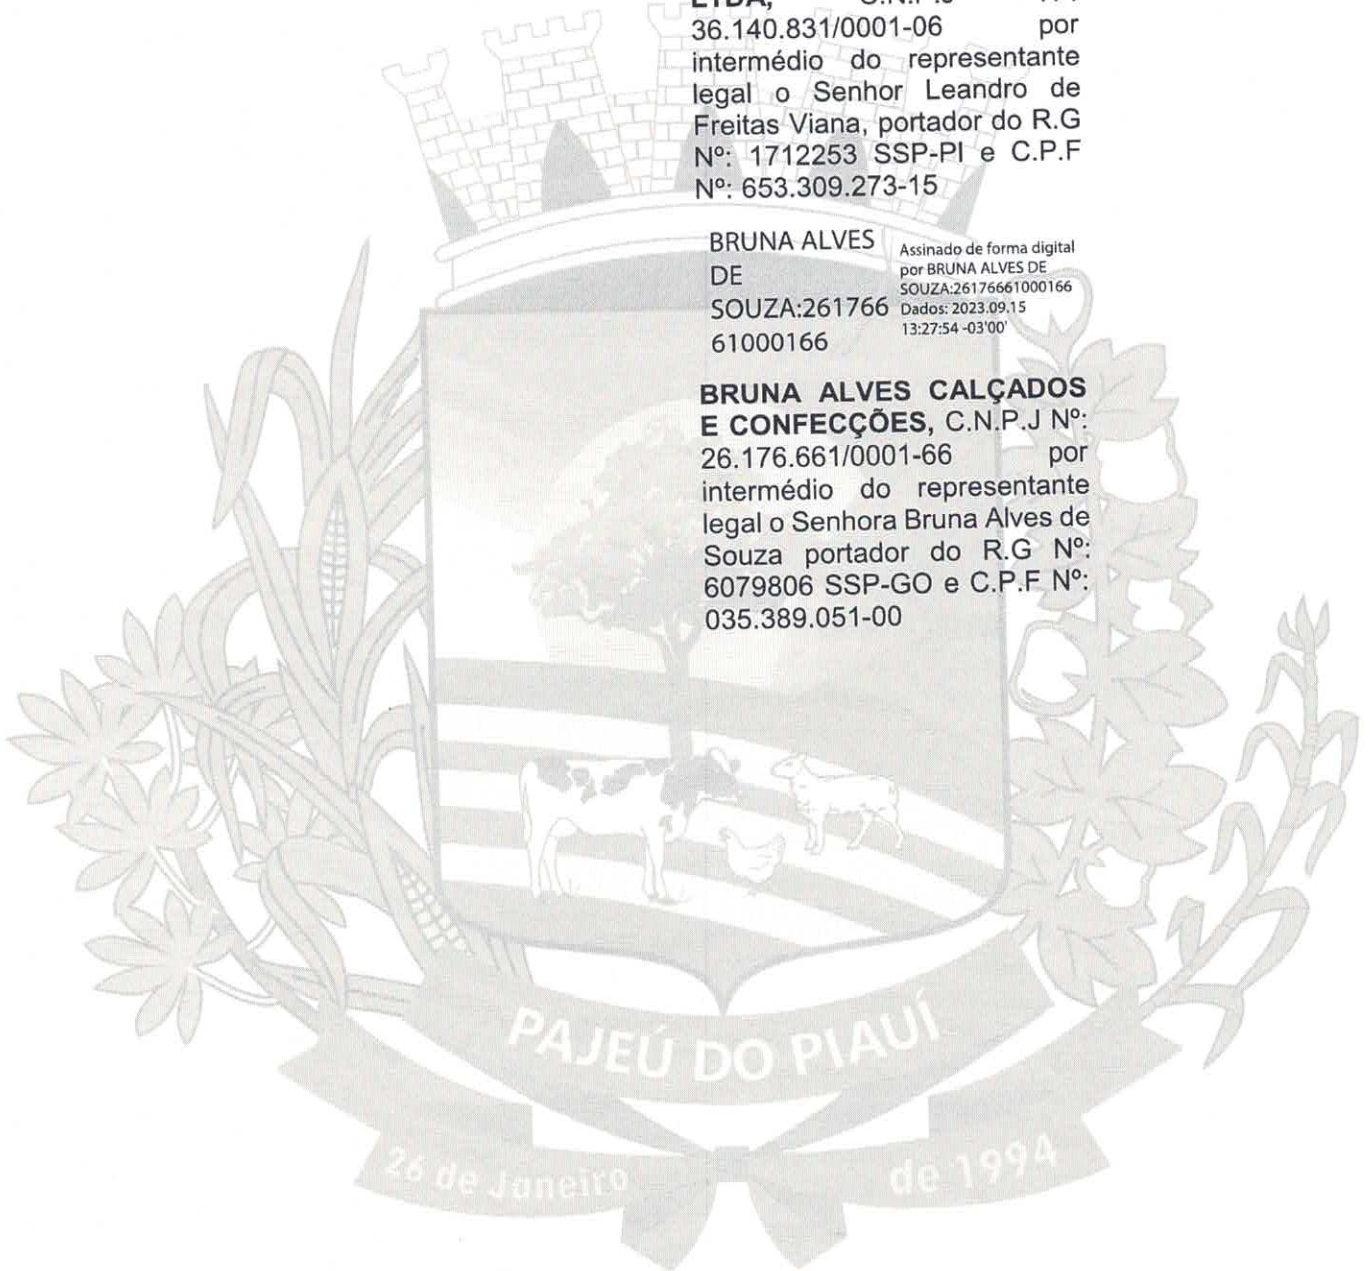 LTDA, C.N.P.J Nº:
36.140.831/0001-06 por
intermédio do representante
legal o Senhor Leandro de
Freitas Viana, portador do R.G
Nº: 1712253 SSP-PI e C.P.F
Nº: 653.309.273-15
BRUNA ALVES
DE
SOUZA:261766
61000166
Assinado de forma digital
por BRUNA ALVES DE
SOUZA:26176661000166
Dados: 2023.09.15
13:27:54 -03'00'
BRUNA ALVES CALÇADOS
E CONFECÇÕES, C.N.P.J Nº:
26.176.661/0001-66 por
intermédio do representante
legal o Senhora Bruna Alves de
Souza portador do R.G Nº:
6079806 SSP-GO e C.P.F Nº:
035.389.051-00
PAJEÚ DO PIAUÍ
26 de Janeiro de 1994